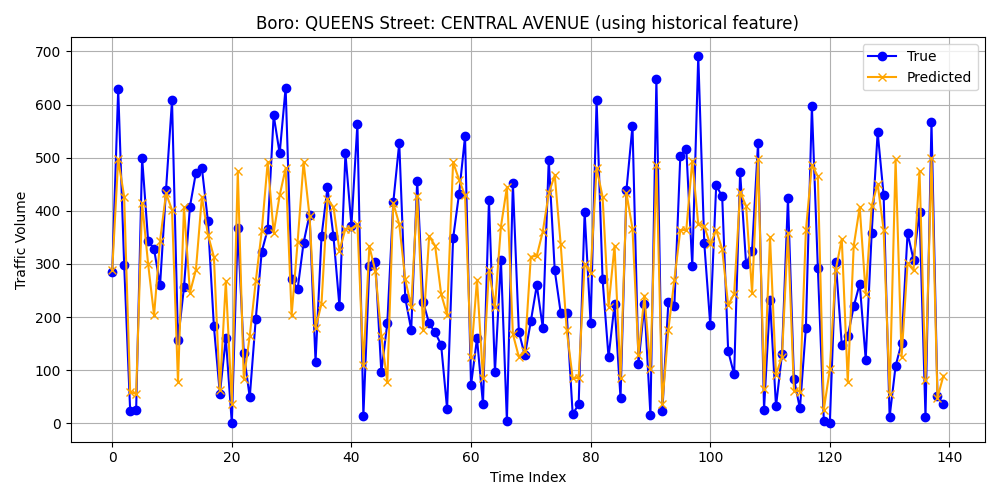 Boro: QUEENS Street: CENTRAL AVENUE (using historical feature)
True
Predicted
Traffic Volume
700
600
500
400
300
200
100
0
0 20 40 60 80 100 120 140
Time Index